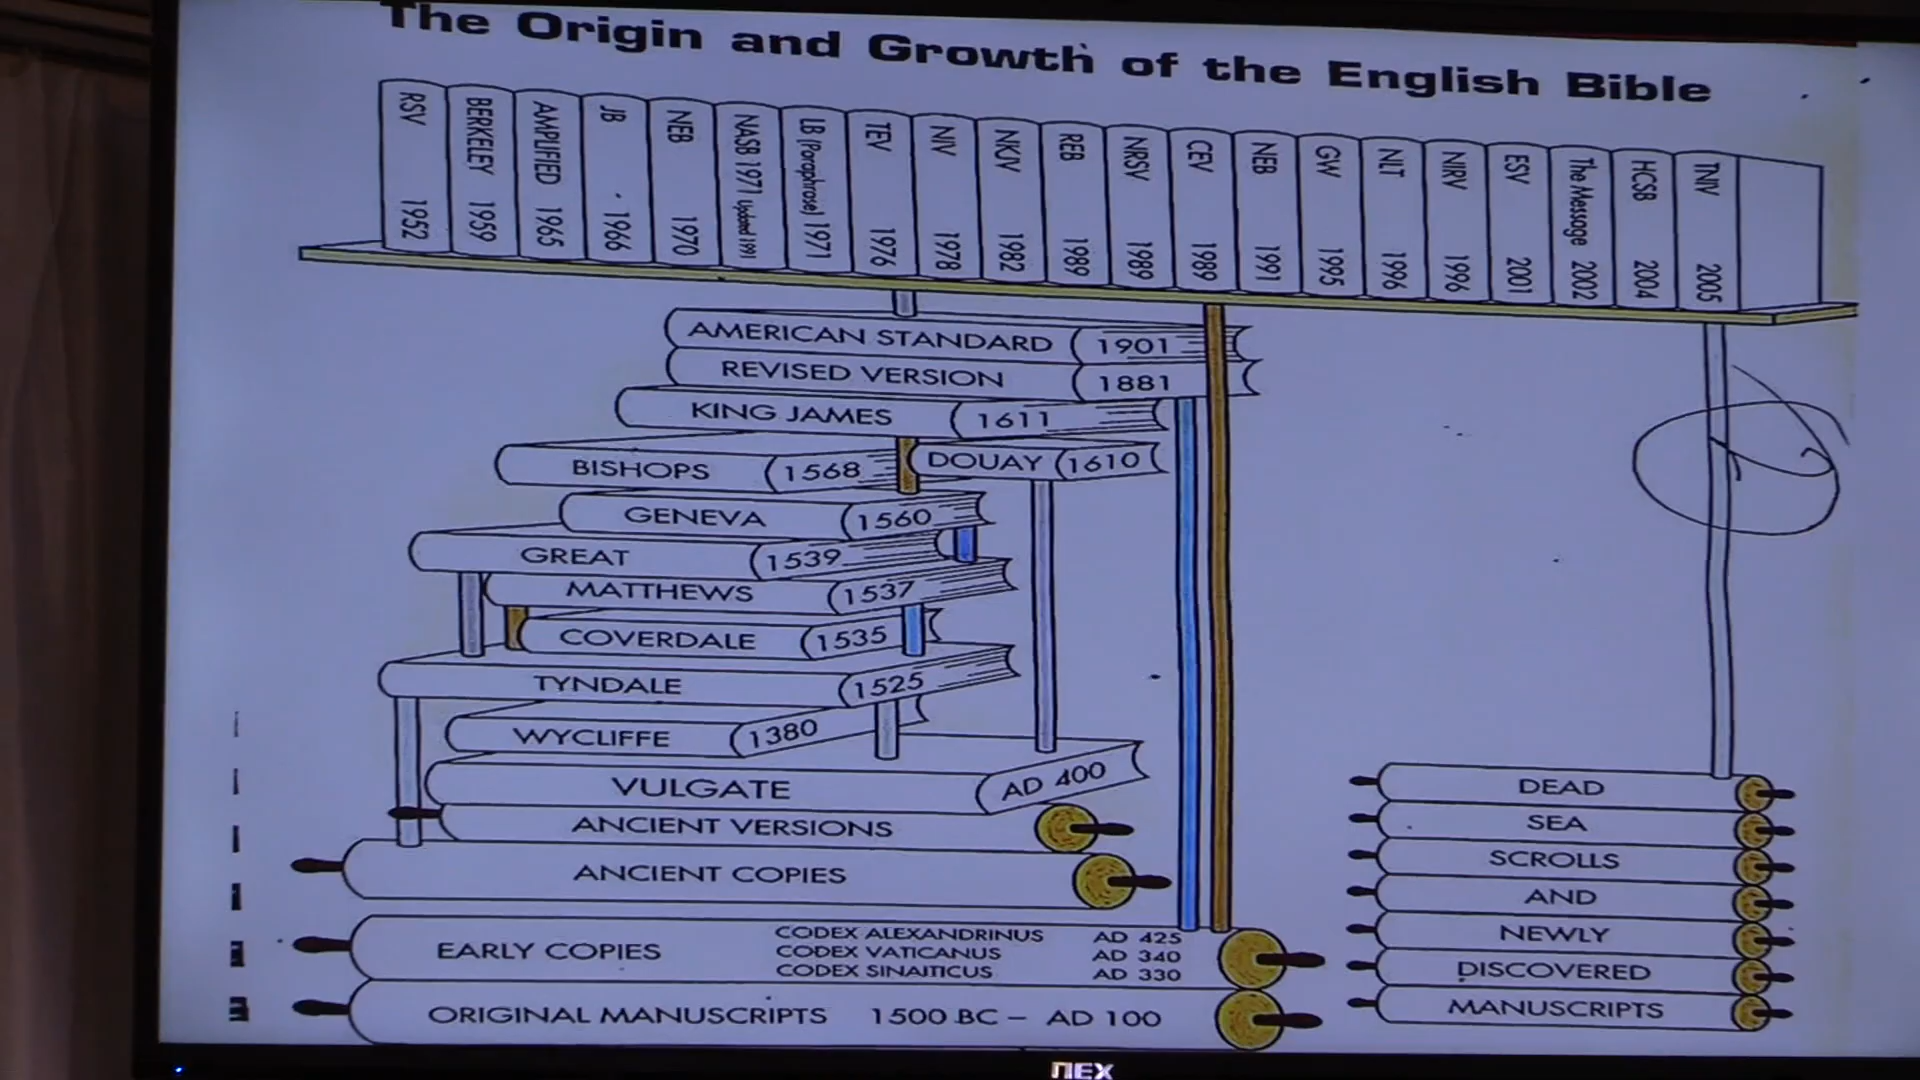 The Origin and Growth of the English Bible
RSV 1952
BERKELEY 1959
AMPLIFIED 1965
JB 1966
NEB 1970
NASB 1971 Updated 1991
LB (Paraphrase) 1971
TEV 1976
NIV 1978
NKJV 1982
REB 1989
NRSV 1989
CEV 1989
NEB 1991
GW 1995
NLT 1996
NIRV 1996
ESV 2001
The Message 2002
HCSB 2004
TNIV 2005
AMERICAN STANDARD 1901
REVISED VERSION 1881
KING JAMES 1611
BISHOPS 1568
DOUAY 1610
GENEVA 1560
GREAT 1539
MATTHEWS 1537
COVERDALE 1535
TYNDALE 1525
WYCLIFFE 1380
VULGATE AD 400
ANCIENT VERSIONS
ANCIENT COPIES
EARLY COPIES
CODEX ALEXANDRINUS AD 425
CODEX VATICANUS AD 340
CODEX SINAITICUS AD 330
ORIGINAL MANUSCRIPTS 1500 BC – AD 100
DEAD
SEA
SCROLLS
AND
NEWLY
DISCOVERED
MANUSCRIPTS
NEX